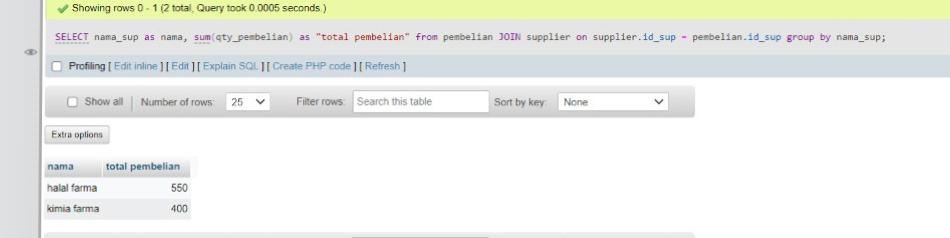 Showing rows 0 - 1 (2 total, Query took 0.0005 seconds.)
SELECT nama_sup as nama, sum(qty_pembelian) as "total pembelian" from pembelian JOIN supplier on supplier.id_sup = pembelian.id_sup group by nama_sup;
Profiling [ Edit inline ] [ Edit ] [ Explain SQL ] [ Create PHP code ] [ Refresh ]
Show all | Number of rows: 25 Filter rows: Search this table Sort by key: None
Extra options
nama total pembelian
halal farma 550
kimia farma 400